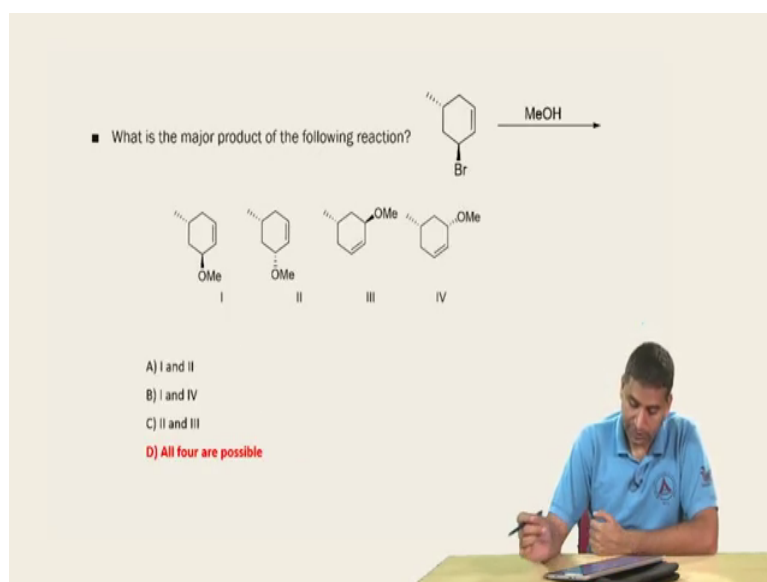 MeOH
▪ What is the major product of the following reaction?
Br
OMe
OMe
OMe
OMe
I
II
III
IV
A) I and II
B) I and IV
C) II and III
D) All four are possible